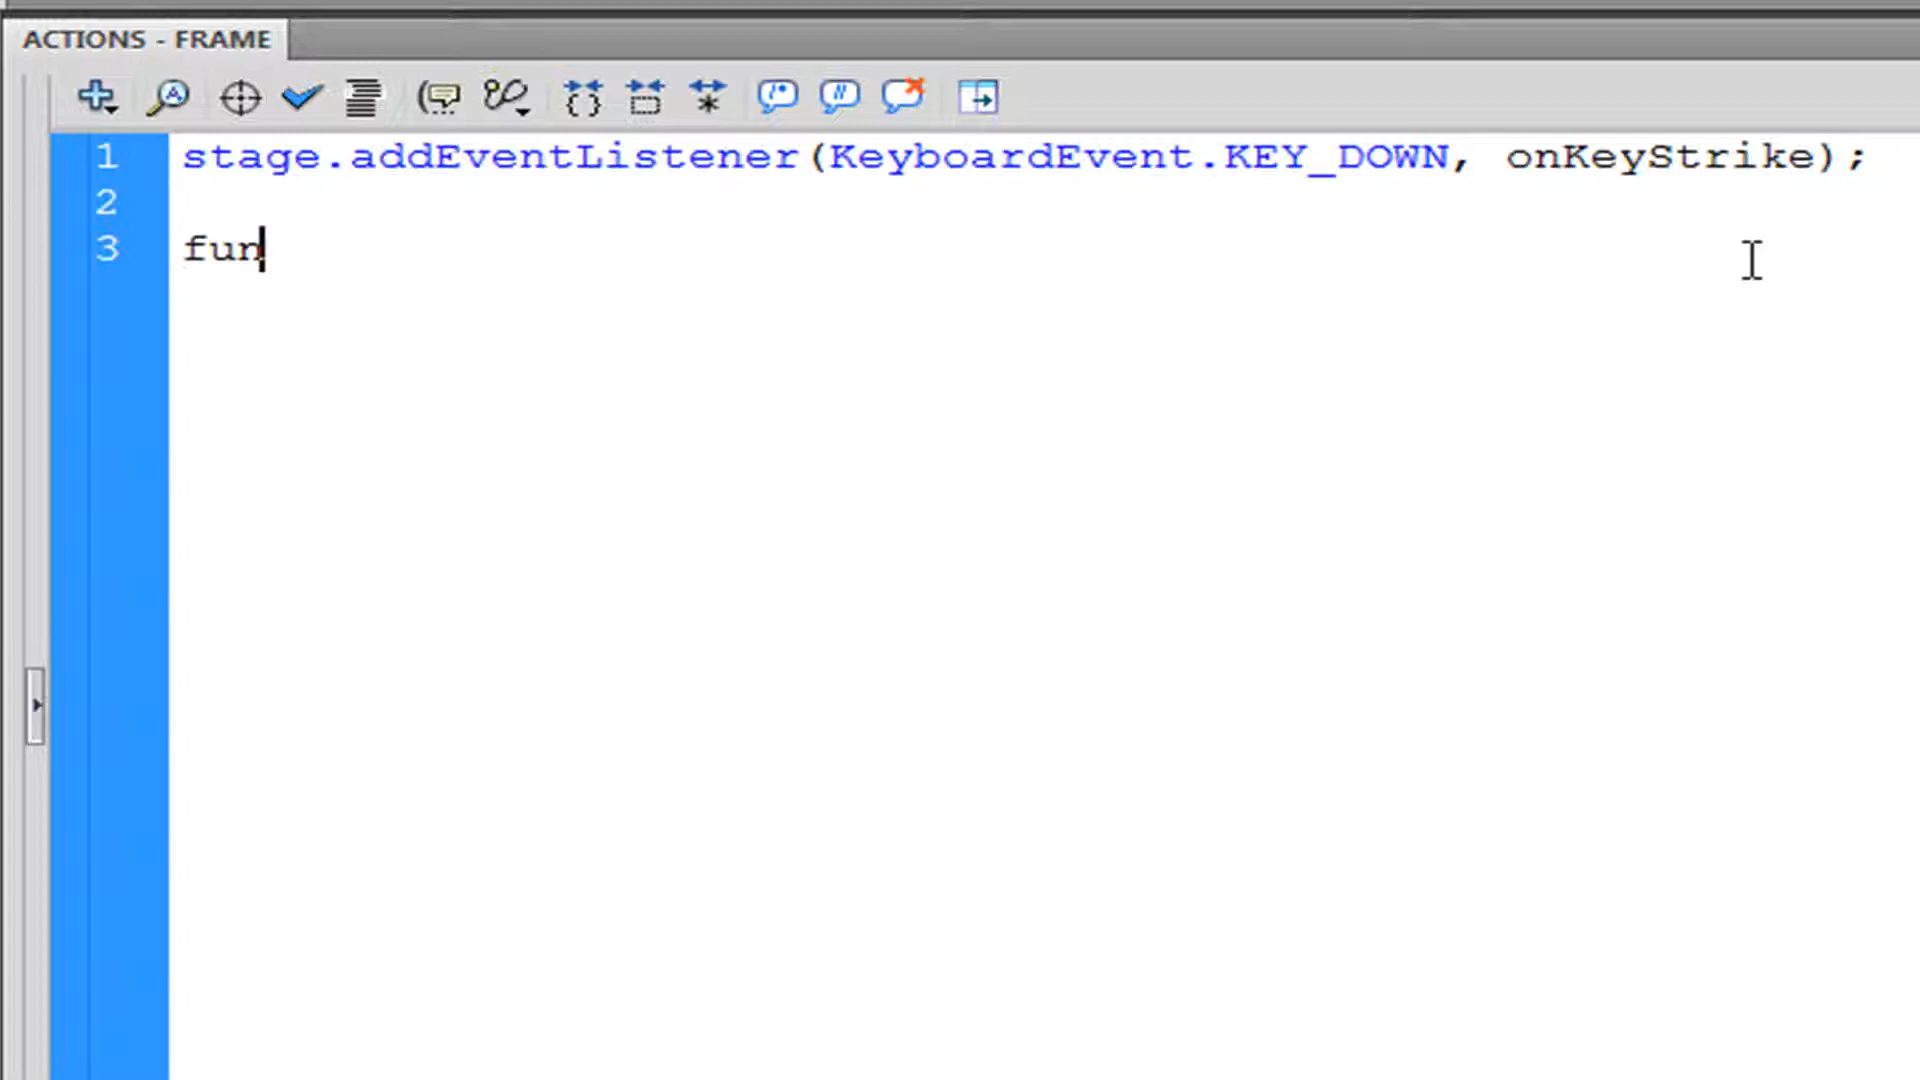 ACTIONS - FRAME
1 stage.addEventListener(KeyboardEvent.KEY_DOWN, onKeyStrike);
2
3 fun